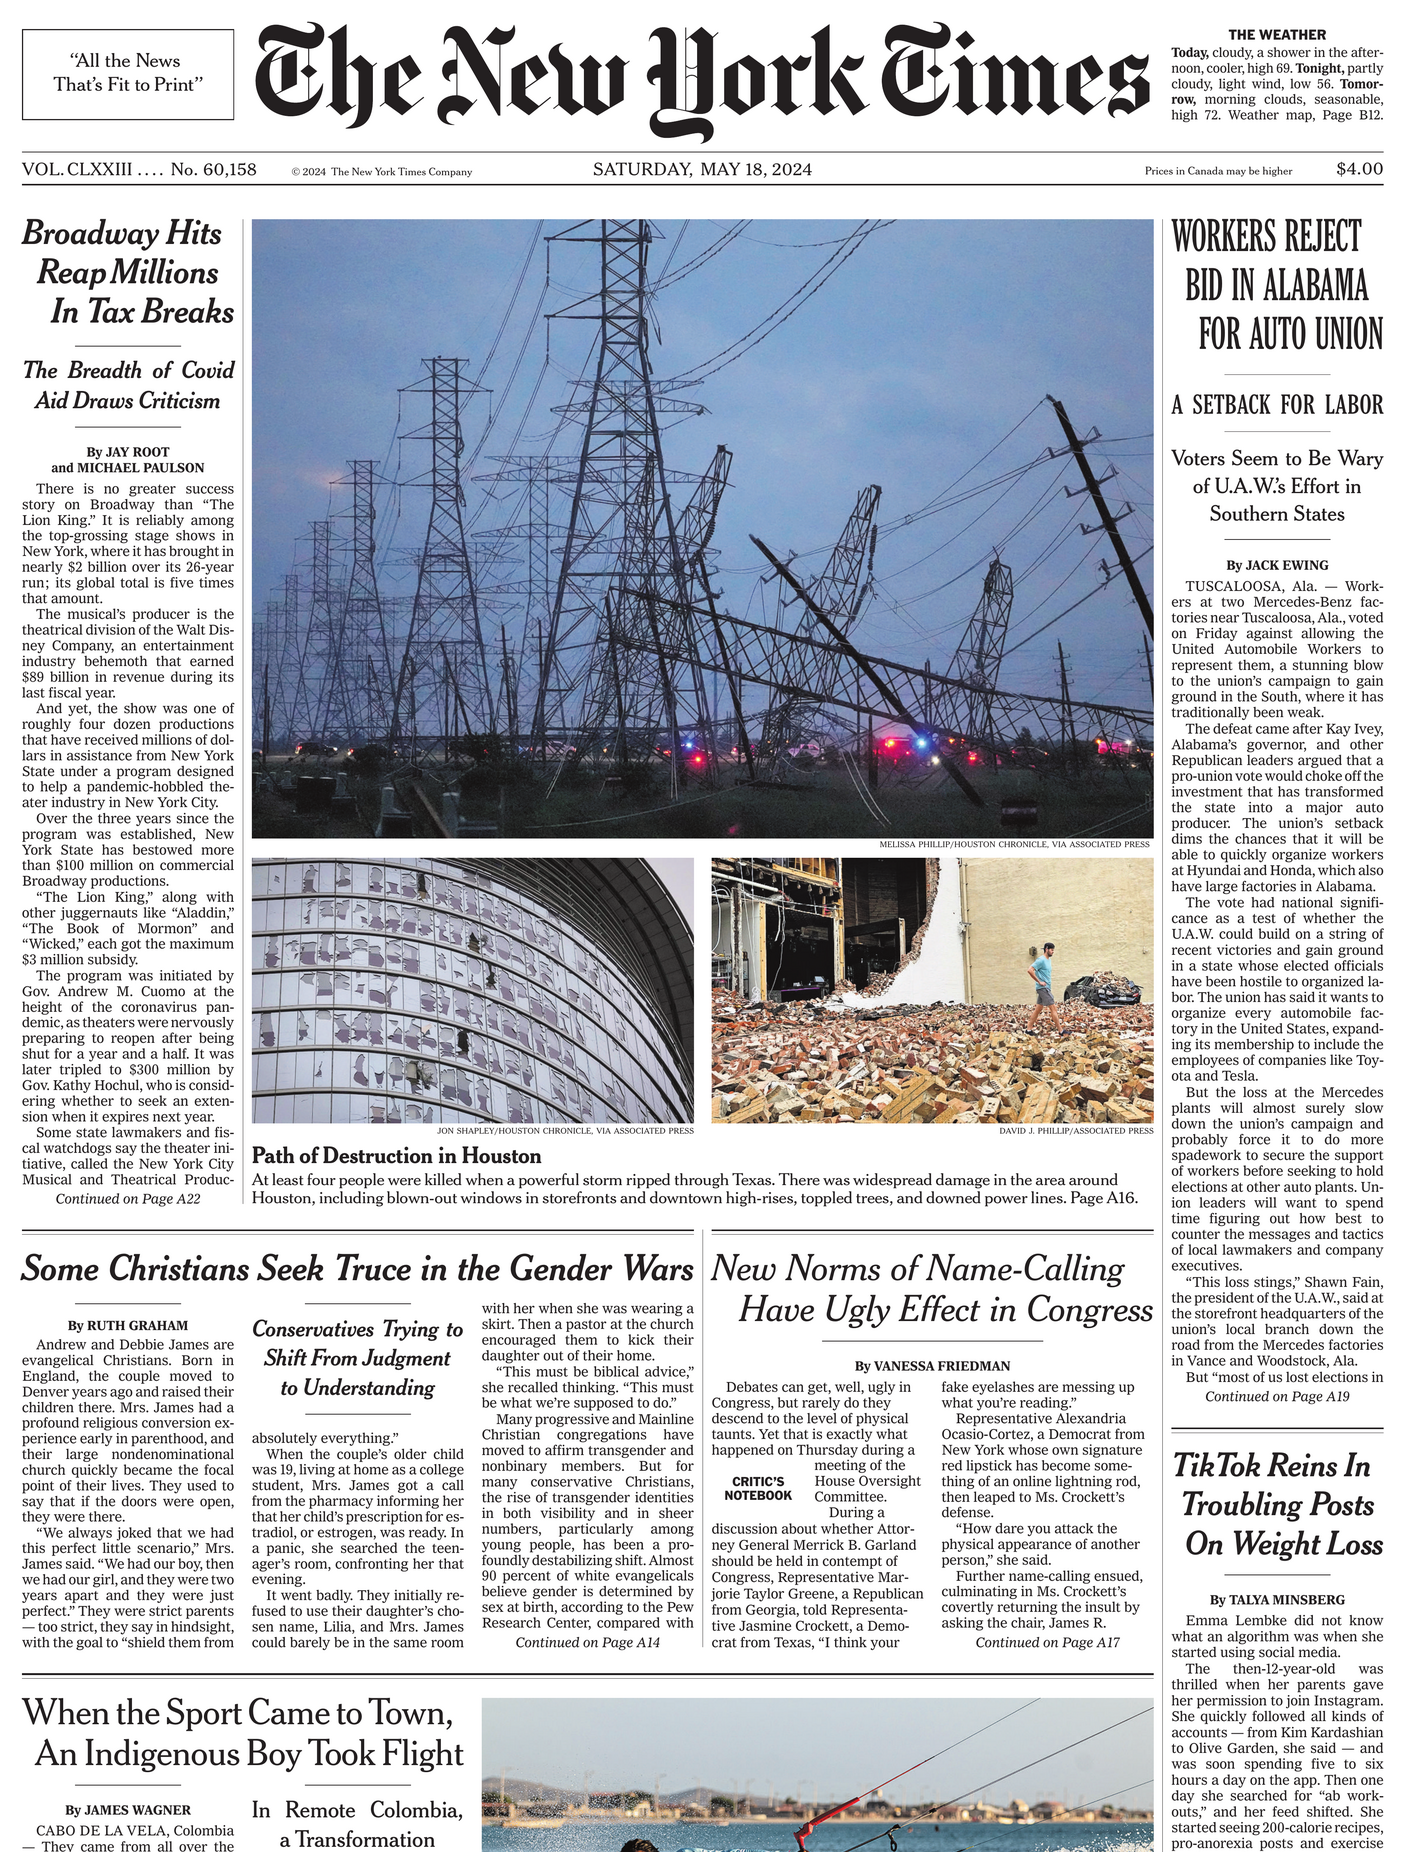 “All the News
That’s Fit to Print”
The New York Times
THE WEATHER
Today, cloudy, a shower in the after-
noon, cooler, high 69. Tonight, partly
cloudy, light wind, low 56. Tomor-
row, morning clouds, seasonable,
high 72. Weather map, Page B12.
VOL. CLXXIII .... No. 60,158
© 2024 The New York Times Company
SATURDAY, MAY 18, 2024
Prices in Canada may be higher
$4.00
Broadway Hits
Reap Millions
In Tax Breaks
The Breadth of Covid
Aid Draws Criticism
By JAY ROOT
and MICHAEL PAULSON
There is no greater success
story on Broadway than “The
Lion King.” It is reliably among
the top-grossing stage shows in
New York, where it has brought in
nearly $2 billion over its 26-year
run; its global total is five times
that amount.
The musical’s producer is the
theatrical division of the Walt Dis-
ney Company, an entertainment
industry behemoth that earned
$89 billion in revenue during its
last fiscal year.
And yet, the show was one of
roughly four dozen productions
that have received millions of dol-
lars in assistance from New York
State under a program designed
to help a pandemic-hobbled the-
ater industry in New York City.
Over the three years since the
program was established, New
York State has bestowed more
than $100 million on commercial
Broadway productions.
“The Lion King,” along with
other juggernauts like “Aladdin,”
“The Book of Mormon” and
“Wicked,” each got the maximum
$3 million subsidy.
The program was initiated by
Gov. Andrew M. Cuomo at the
height of the coronavirus pan-
demic, as theaters were nervously
preparing to reopen after being
shut for a year and a half. It was
later tripled to $300 million by
Gov. Kathy Hochul, who is consid-
ering whether to seek an exten-
sion when it expires next year.
Some state lawmakers and fis-
cal watchdogs say the theater ini-
tiative, called the New York City
Musical and Theatrical Produc-
Continued on Page A22
MELISSA PHILLIP/HOUSTON CHRONICLE, VIA ASSOCIATED PRESS
JON SHAPLEY/HOUSTON CHRONICLE, VIA ASSOCIATED PRESS
DAVID J. PHILLIP/ASSOCIATED PRESS
Path of Destruction in Houston
At least four people were killed when a powerful storm ripped through Texas. There was widespread damage in the area around
Houston, including blown-out windows in storefronts and downtown high-rises, toppled trees, and downed power lines. Page A16.
WORKERS REJECT
BID IN ALABAMA
FOR AUTO UNION
A SETBACK FOR LABOR
Voters Seem to Be Wary
of U.A.W.’s Effort in
Southern States
By JACK EWING
TUSCALOOSA, Ala. — Work-
ers at two Mercedes-Benz fac-
tories near Tuscaloosa, Ala., voted
on Friday against allowing the
United Automobile Workers to
represent them, a stunning blow
to the union’s campaign to gain
ground in the South, where it has
traditionally been weak.
The defeat came after Kay Ivey,
Alabama’s governor, and other
Republican leaders argued that a
pro-union vote would choke off the
investment that has transformed
the state into a major auto
producer. The union’s setback
dims the chances that it will be
able to quickly organize workers
at Hyundai and Honda, which also
have large factories in Alabama.
The vote had national signifi-
cance as a test of whether the
U.A.W. could build on a string of
recent victories and gain ground
in a state whose elected officials
have been hostile to organized la-
bor. The union has said it wants to
organize every automobile fac-
tory in the United States, expand-
ing its membership to include the
employees of companies like Toy-
ota and Tesla.
But the loss at the Mercedes
plants will almost surely slow
down the union’s campaign and
probably force it to do more
spadework to secure the support
of workers before seeking to hold
elections at other auto plants. Un-
ion leaders will want to spend
time figuring out how best to
counter the messages and tactics
of local lawmakers and company
executives.
“This loss stings,” Shawn Fain,
the president of the U.A.W., said at
the storefront headquarters of the
union’s local branch down the
road from the Mercedes factories
in Vance and Woodstock, Ala.
But “most of us lost elections in
Continued on Page A19
Some Christians Seek Truce in the Gender Wars
By RUTH GRAHAM
Andrew and Debbie James are
evangelical Christians. Born in
England, the couple moved to
Denver years ago and raised their
children there. Mrs. James had a
profound religious conversion ex-
perience early in parenthood, and
their large nondenominational
church quickly became the focal
point of their lives. They used to
say that if the doors were open,
they were there.
“We always joked that we had
this perfect little scenario,” Mrs.
James said. “We had our boy, then
we had our girl, and they were two
years apart and they were just
perfect.” They were strict parents
— too strict, they say in hindsight,
with the goal to “shield them from
Conservatives Trying to
Shift From Judgment
to Understanding
absolutely everything.”
When the couple’s older child
was 19, living at home as a college
student, Mrs. James got a call
from the pharmacy informing her
that her child’s prescription for es-
tradiol, or estrogen, was ready. In
a panic, she searched the teen-
ager’s room, confronting her that
evening.
It went badly. They initially re-
fused to use their daughter’s cho-
sen name, Lilia, and Mrs. James
could barely be in the same room
with her when she was wearing a
skirt. Then a pastor at the church
encouraged them to kick their
daughter out of their home.
“This must be biblical advice,”
she recalled thinking. “This must
be what we’re supposed to do.”
Many progressive and Mainline
Christian congregations have
moved to affirm transgender and
nonbinary members. But for
many conservative Christians,
the rise of transgender identities
in both visibility and in sheer
numbers, particularly among
young people, has been a pro-
foundly destabilizing shift. Almost
90 percent of white evangelicals
believe gender is determined by
sex at birth, according to the Pew
Research Center, compared with
Continued on Page A14
New Norms of Name-Calling
Have Ugly Effect in Congress
By VANESSA FRIEDMAN
Debates can get, well, ugly in
Congress, but rarely do they
descend to the level of physical
taunts. Yet that is exactly what
happened on Thursday during a
meeting of the
House Oversight
Committee.
CRITIC’S
NOTEBOOK
During a
discussion about whether Attor-
ney General Merrick B. Garland
should be held in contempt of
Congress, Representative Mar-
jorie Taylor Greene, a Republican
from Georgia, told Representa-
tive Jasmine Crockett, a Demo-
crat from Texas, “I think your
fake eyelashes are messing up
what you’re reading.”
Representative Alexandria
Ocasio-Cortez, a Democrat from
New York whose own signature
red lipstick has become some-
thing of an online lightning rod,
then leaped to Ms. Crockett’s
defense.
“How dare you attack the
physical appearance of another
person,” she said.
Further name-calling ensued,
culminating in Ms. Crockett’s
covertly returning the insult by
asking the chair, James R.
Continued on Page A17
TikTok Reins In
Troubling Posts
On Weight Loss
By TALYA MINSBERG
Emma Lembke did not know
what an algorithm was when she
started using social media.
The then-12-year-old was
thrilled when her parents gave
her permission to join Instagram.
She quickly followed all kinds of
accounts — from Kim Kardashian
to Olive Garden, she said — and
was soon spending five to six
hours a day on the app. Then one
day she searched for “ab work-
outs,” and her feed shifted. She
started seeing 200-calorie recipes,
pro-anorexia posts and exercise
When the Sport Came to Town,
An Indigenous Boy Took Flight
By JAMES WAGNER
CABO DE LA VELA, Colombia
— They came from all over the
In Remote Colombia,
a Transformation